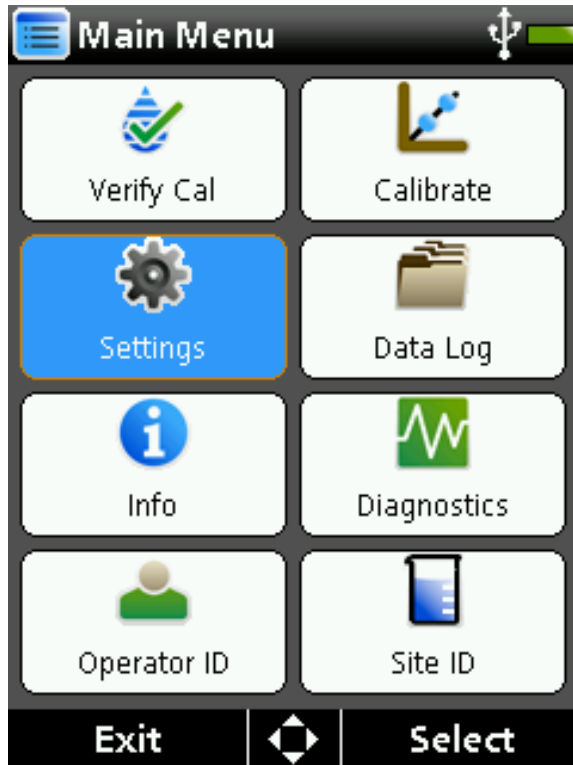 Main Menu
Verify Cal
Calibrate
Settings
Data Log
Info
Diagnostics
Operator ID
Site ID
Exit
Select